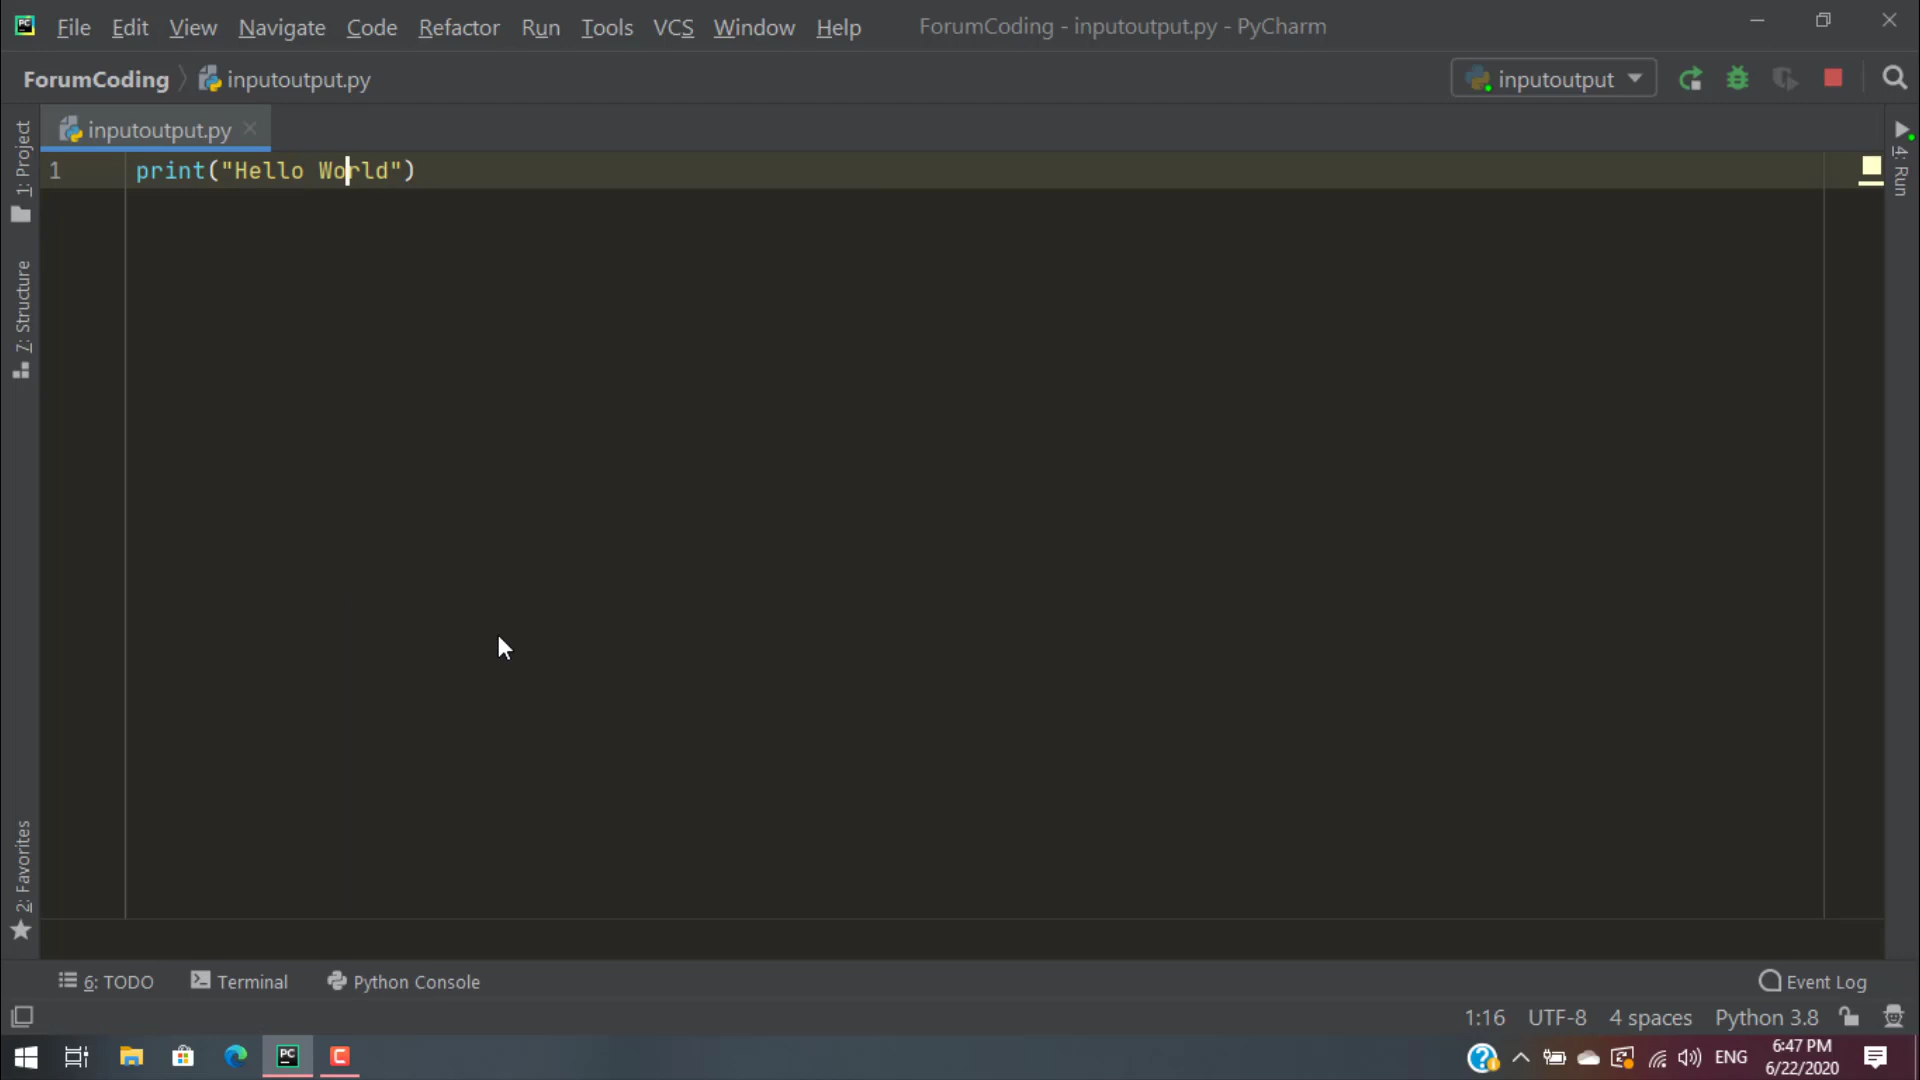 File Edit View Navigate Code Refactor Run Tools VCS Window Help ForumCoding - inputoutput.py - PyCharm
ForumCoding inputoutput.py inputoutput
inputoutput.py
1 print("Hello World")
1: Project
7: Structure
2: Favorites
4: Run
6: TODO Terminal Python Console Event Log
1:16 UTF-8 4 spaces Python 3.8
PC C ENG 6:47 PM
6/22/2020